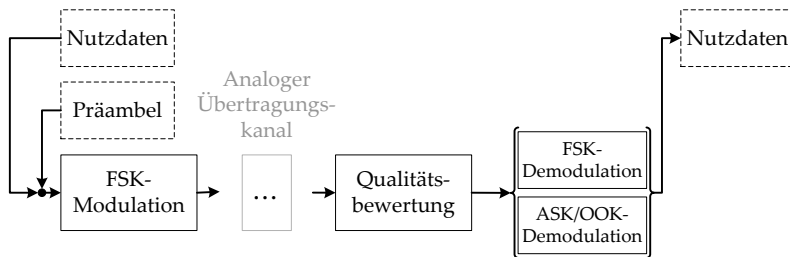 Nutzdaten
Nutzdaten
Präambel
Analoger
Übertragungs-
kanal
FSK-
Modulation
...
Qualitäts-
bewertung
FSK-
Demodulation
ASK/OOK-
Demodulation